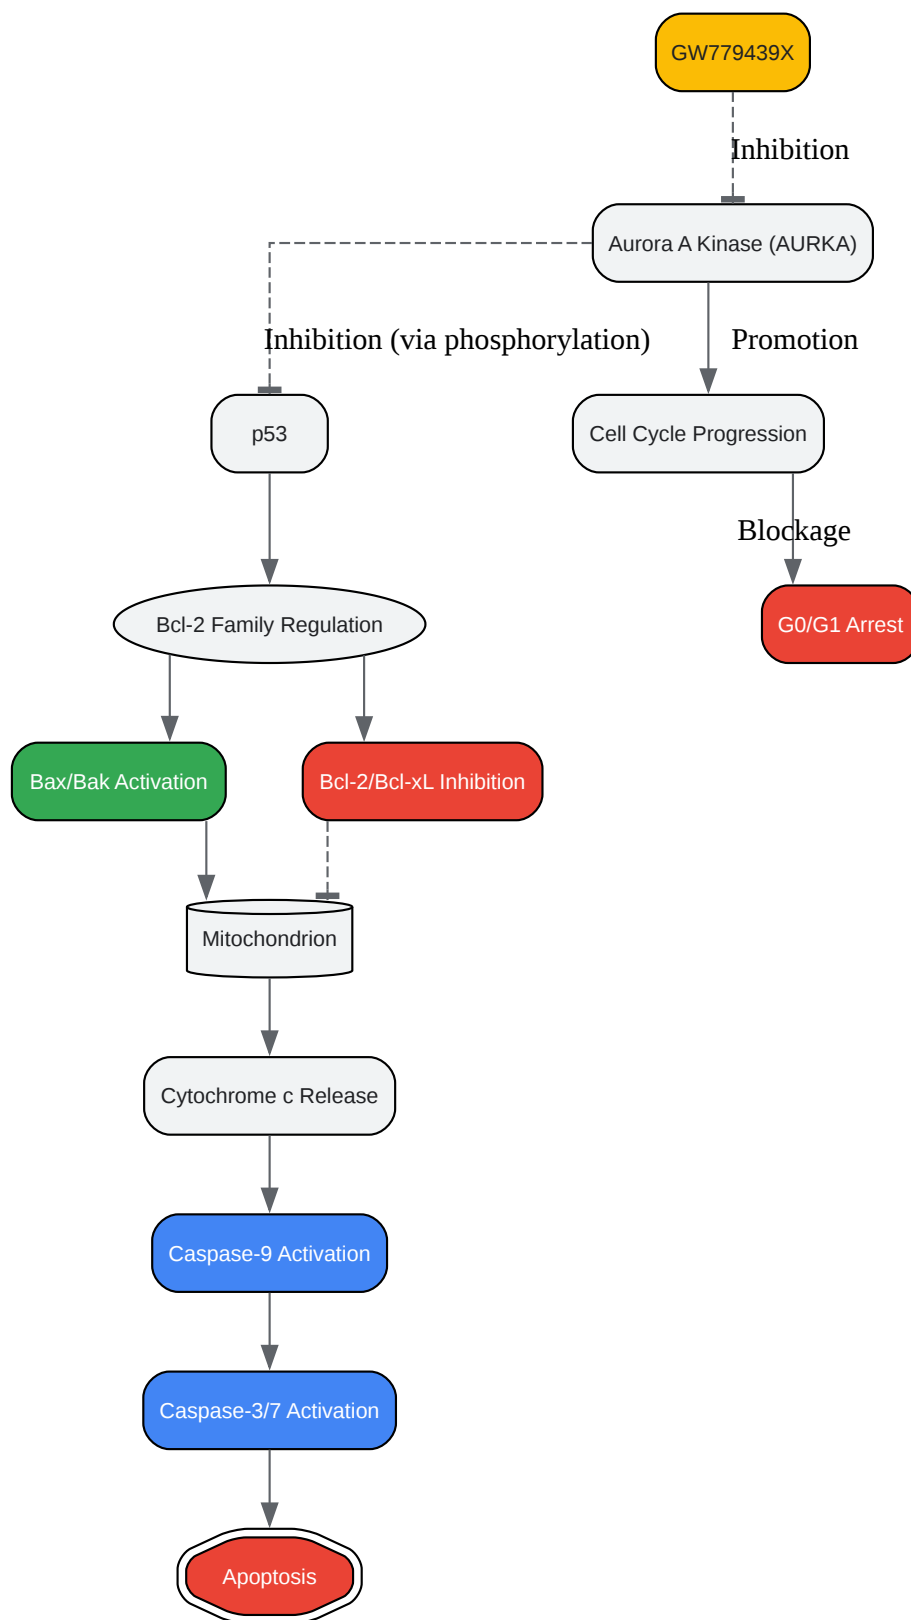 GW779439X
Inhibition
Aurora A Kinase (AURKA)
Inhibition (via phosphorylation)
Promotion
p53
Cell Cycle Progression
Blockage
Bcl-2 Family Regulation
G0/G1 Arrest
Bax/Bak Activation
Bcl-2/Bcl-xL Inhibition
Mitochondrion
Cytochrome c Release
Caspase-9 Activation
Caspase-3/7 Activation
Apoptosis